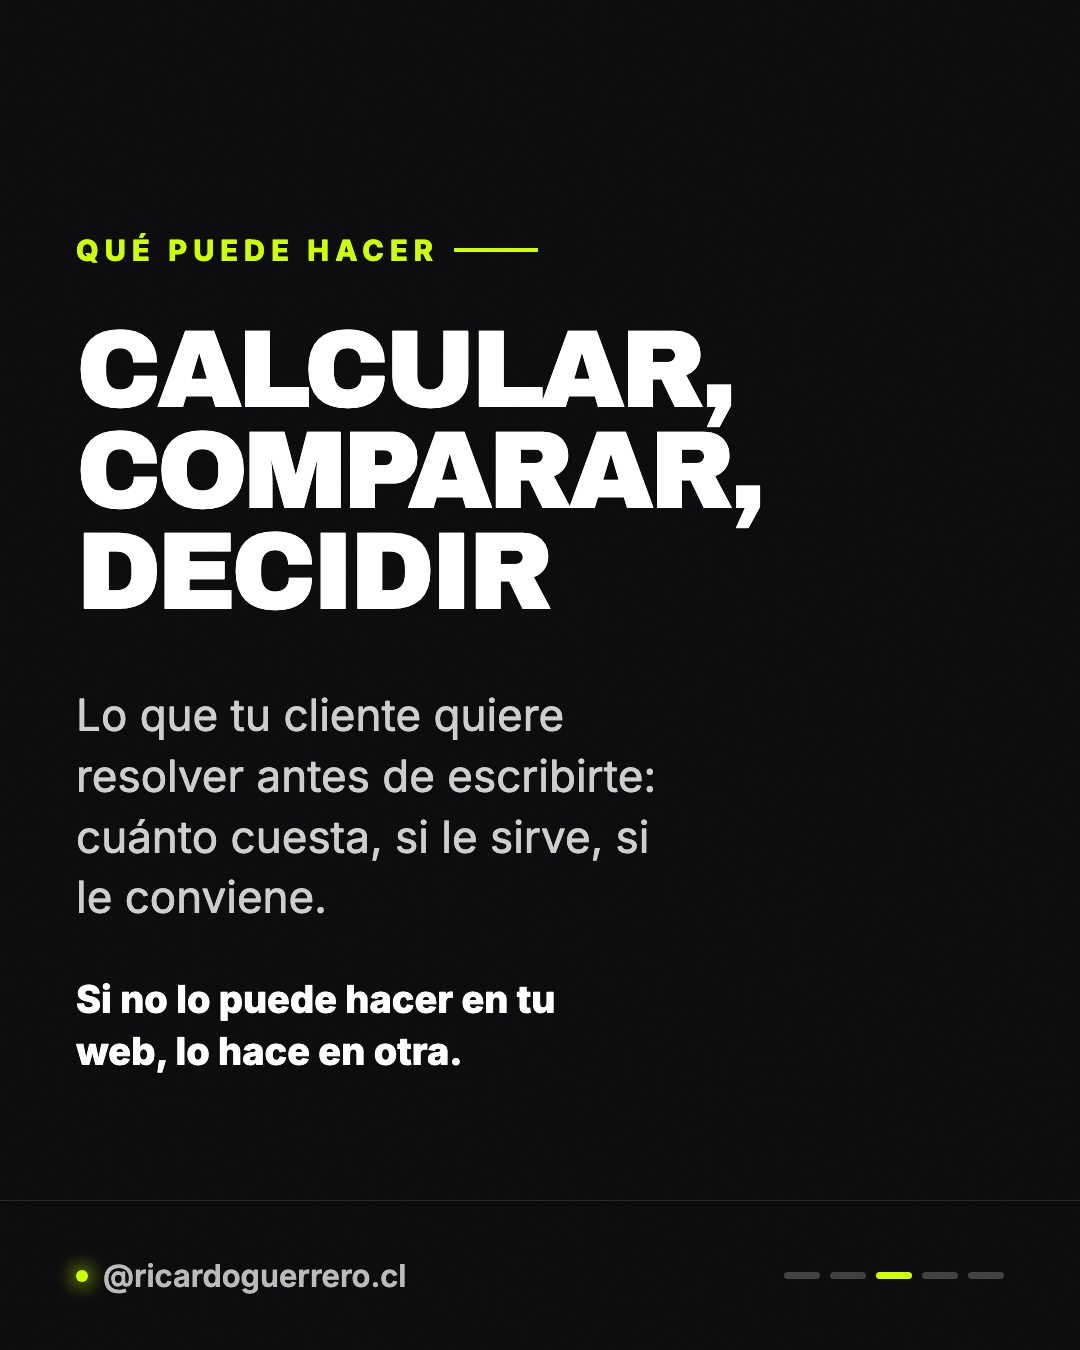 QUÉ PUEDE HACER
CALCULAR,
COMPARAR,
DECIDIR
Lo que tu cliente quiere
resolver antes de escribirte:
cuánto cuesta, si le sirve, si
le conviene.
Si no lo puede hacer en tu
web, lo hace en otra.
@ricardoguerrero.cl